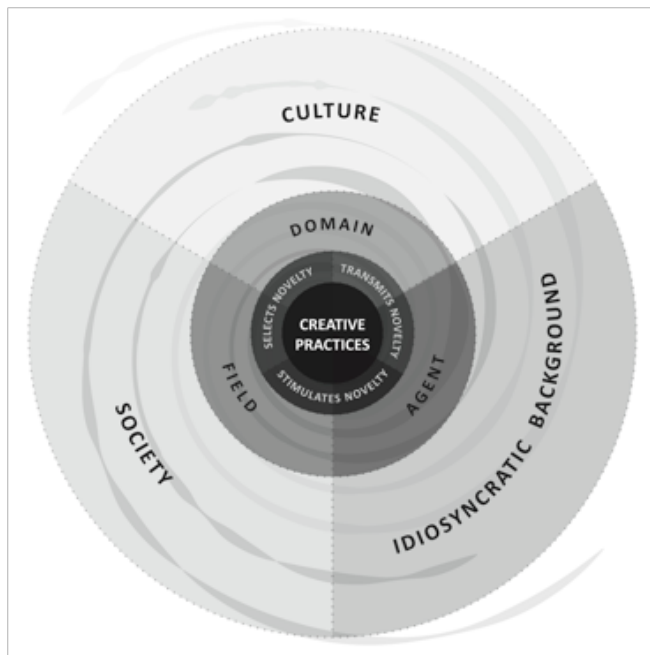 CULTURE
DOMAIN
SELECTS NOVELTY
TRANSMITS NOVELTY
CREATIVE
PRACTICES
STIMULATES NOVELTY
FIELD
AGENT
SOCIETY
IDIOSYNCRATIC BACKGROUND